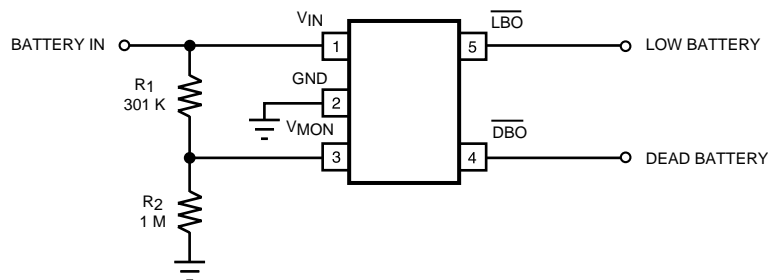 BATTERY IN
VIN
1
LBO
5
LOW BATTERY
R1
301 K
GND
2
VMON
3
DBO
4
DEAD BATTERY
R2
1 M